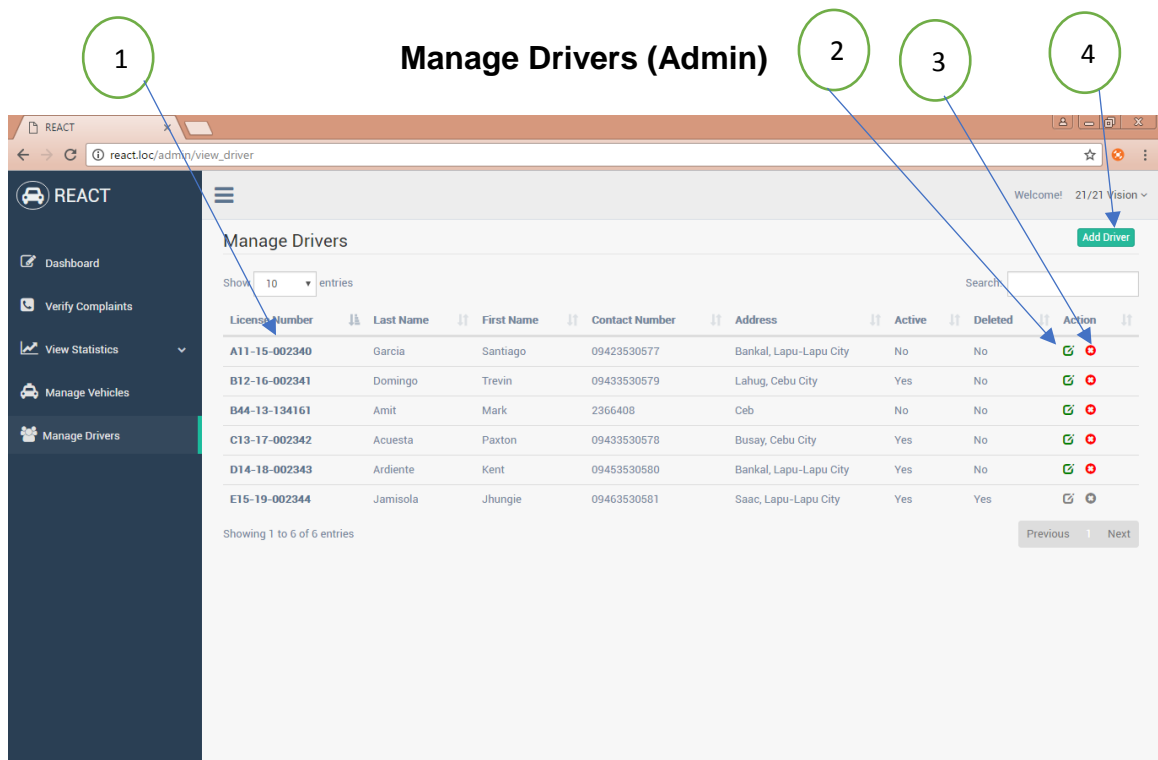 Manage Drivers (Admin)
1
2
3
4
REACT
react.loc/admin/view_driver
REACT
Welcome! 21/21 Vision
Manage Drivers
Add Driver
Dashboard
Show 10 entries
Search:
Verify Complaints
License Number Last Name First Name Contact Number Address Active Deleted Action
View Statistics
A11-15-002340 Garcia Santiago 09423530577 Bankal, Lapu-Lapu City No No
B12-16-002341 Domingo Trevin 09433530579 Lahug, Cebu City Yes No
Manage Vehicles
B44-13-134161 Amit Mark 2366408 Ceb No No
Manage Drivers
C13-17-002342 Acuesta Paxton 09433530578 Busay, Cebu City Yes No
D14-18-002343 Ardiente Kent 09453530580 Bankal, Lapu-Lapu City Yes No
E15-19-002344 Jamisola Jhungie 09463530581 Saac, Lapu-Lapu City Yes Yes
Showing 1 to 6 of 6 entries
Previous 1 Next